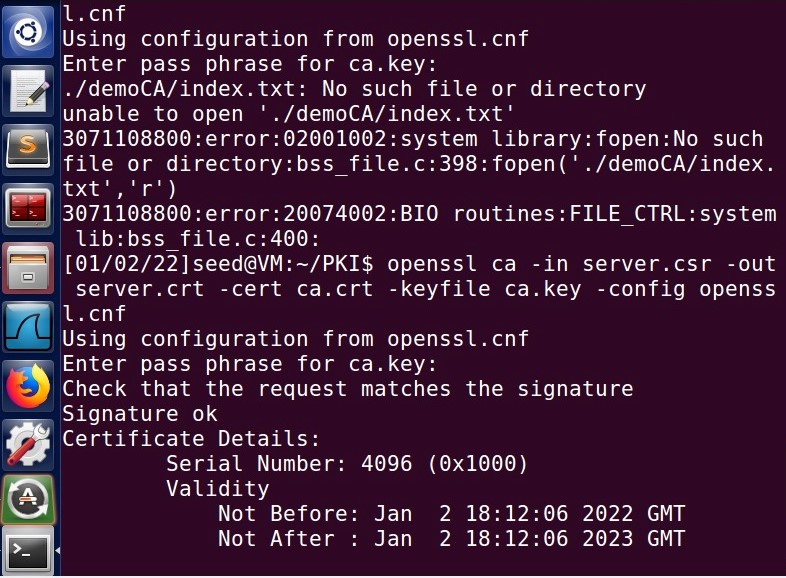 l.cnf
Using configuration from openssl.cnf
Enter pass phrase for ca.key:
./demoCA/index.txt: No such file or directory
unable to open './demoCA/index.txt'
3071108800:error:02001002:system library:fopen:No such
file or directory:bss_file.c:398:fopen('./demoCA/index.
txt','r')
3071108800:error:20074002:BIO routines:FILE_CTRL:system
 lib:bss_file.c:400:
[01/02/22]seed@VM:~/PKI$ openssl ca -in server.csr -out
 server.crt -cert ca.crt -keyfile ca.key -config openss
l.cnf
Using configuration from openssl.cnf
Enter pass phrase for ca.key:
Check that the request matches the signature
Signature ok
Certificate Details:
        Serial Number: 4096 (0x1000)
        Validity
            Not Before: Jan  2 18:12:06 2022 GMT
            Not After : Jan  2 18:12:06 2023 GMT